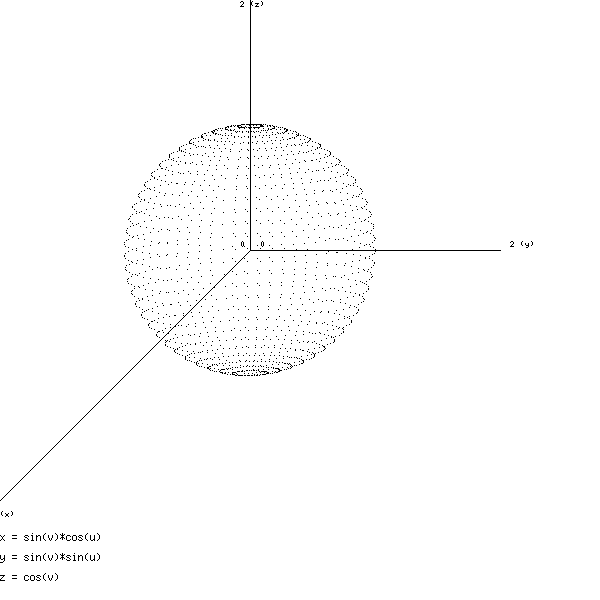 2 (z)
0 0
2 (y)
(x)
x = sin(v)*cos(u)
y = sin(v)*sin(u)
z = cos(v)